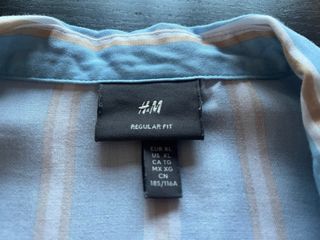 H&M
REGULAR FIT
EUR XL
US XL
CA TG
MX XG
CN
185/116A